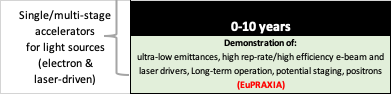 Single/multi-stage
accelerators
for light sources
(electron &
laser-driven)
0-10 years
Demonstration of:
ultra-low emittances, high rep-rate/high efficiency e-beam and
laser drivers, Long-term operation, potential staging, positrons
(EuPRAXIA)